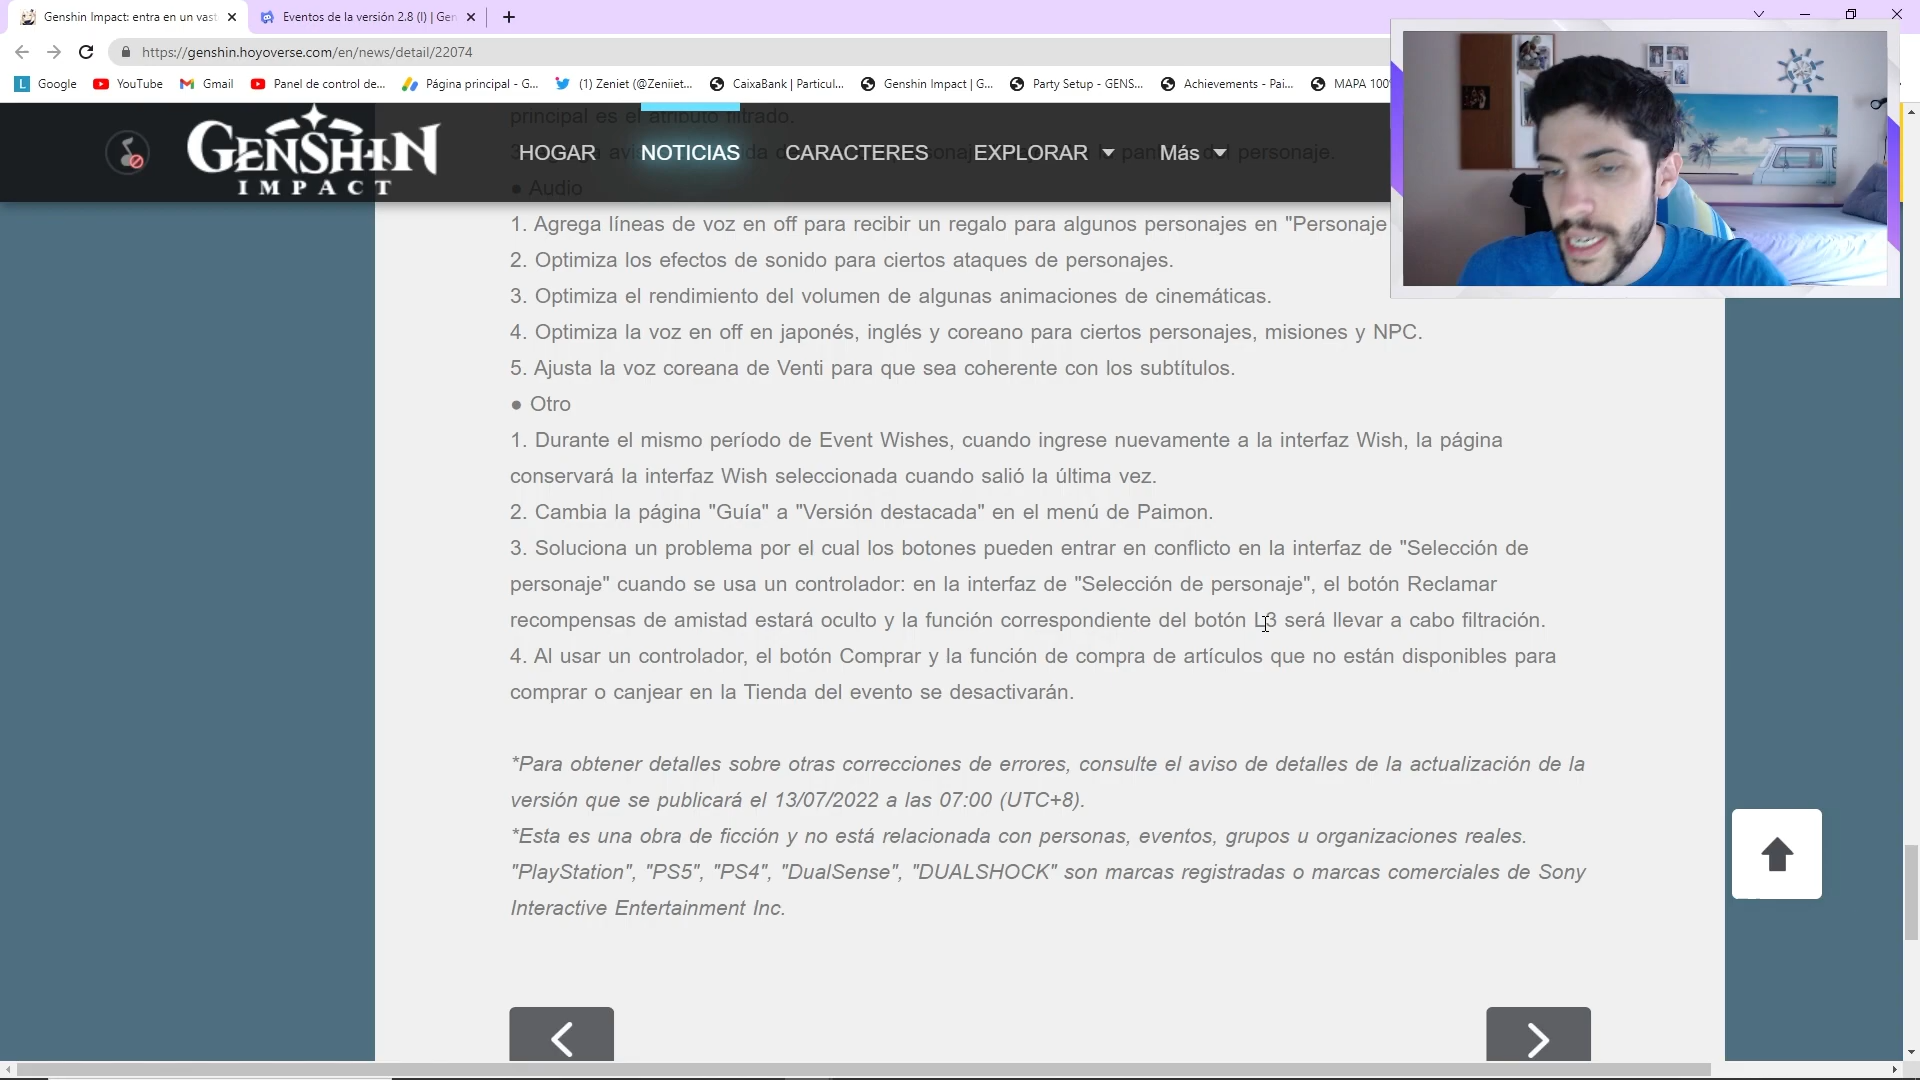 Genshin Impact: entra en un vast
Eventos de la versión 2.8 (I) | Gen
https://genshin.hoyoverse.com/en/news/detail/22074
Google
YouTube
Gmail
Panel de control de...
Página principal - G...
(1) Zeniet (@Zeniiet...
CaixaBank | Particul...
Genshin Impact | G...
Party Setup - GENS...
Achievements - Pai...
MAPA 100
GENSHIN
IMPACT
HOGAR
NOTICIAS
CARACTERES
EXPLORAR
Más
principal es el atributo filtrado.
● Audio
1. Agrega líneas de voz en off para recibir un regalo para algunos personajes en "Personaje
2. Optimiza los efectos de sonido para ciertos ataques de personajes.
3. Optimiza el rendimiento del volumen de algunas animaciones de cinemáticas.
4. Optimiza la voz en off en japonés, inglés y coreano para ciertos personajes, misiones y NPC.
5. Ajusta la voz coreana de Venti para que sea coherente con los subtítulos.
● Otro
1. Durante el mismo período de Event Wishes, cuando ingrese nuevamente a la interfaz Wish, la página
conservará la interfaz Wish seleccionada cuando salió la última vez.
2. Cambia la página "Guía" a "Versión destacada" en el menú de Paimon.
3. Soluciona un problema por el cual los botones pueden entrar en conflicto en la interfaz de "Selección de
personaje" cuando se usa un controlador: en la interfaz de "Selección de personaje", el botón Reclamar
recompensas de amistad estará oculto y la función correspondiente del botón L3 será llevar a cabo filtración.
4. Al usar un controlador, el botón Comprar y la función de compra de artículos que no están disponibles para
comprar o canjear en la Tienda del evento se desactivarán.
*Para obtener detalles sobre otras correcciones de errores, consulte el aviso de detalles de la actualización de la
versión que se publicará el 13/07/2022 a las 07:00 (UTC+8).
*Esta es una obra de ficción y no está relacionada con personas, eventos, grupos u organizaciones reales.
"PlayStation", "PS5", "PS4", "DualSense", "DUALSHOCK" son marcas registradas o marcas comerciales de Sony
Interactive Entertainment Inc.